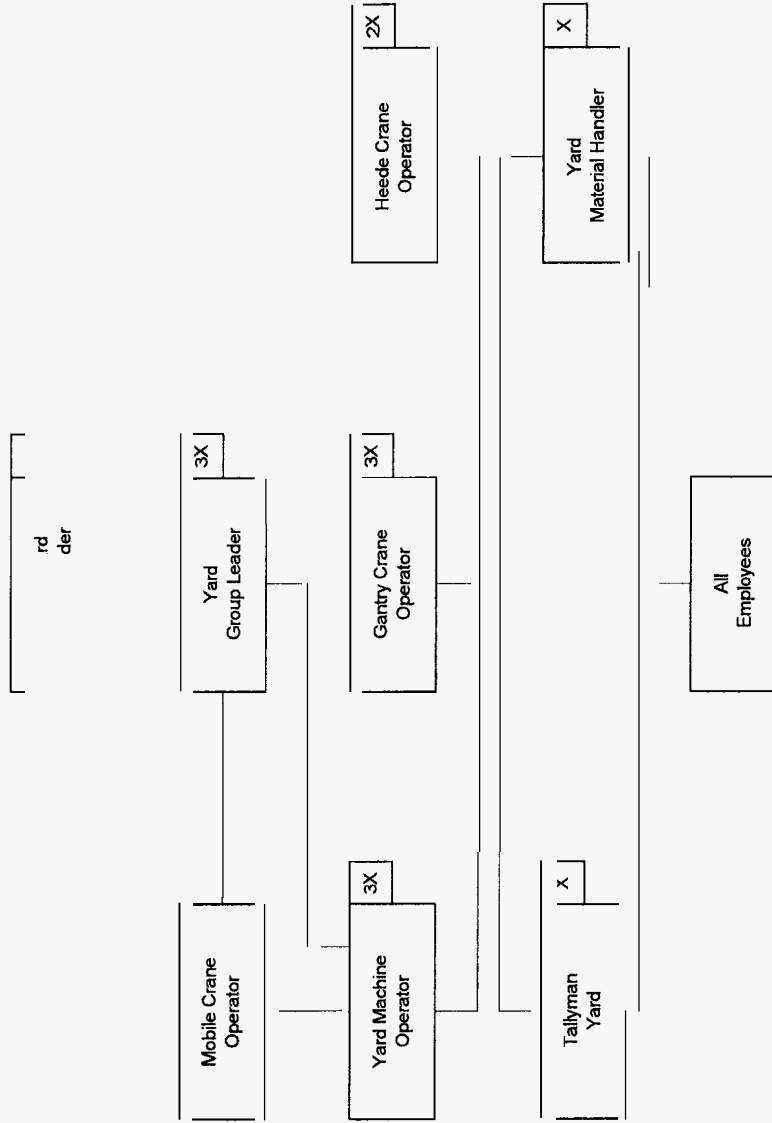 rd
der
Yard
Group Leader
3X
Mobile Crane
Operator
Yard Machine
Operator
3X
Gantry Crane
Operator
3X
Heede Crane
Operator
2X
Tallyman
Yard
X
Yard
Material Handler
X
All
Employees